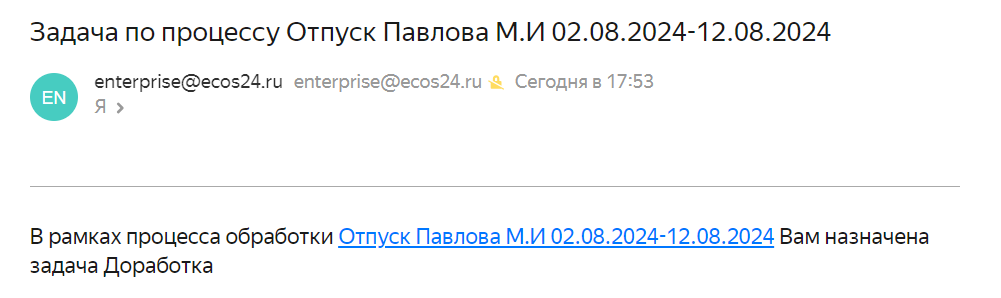 Задача по процессу Отпуск Павлова М.И 02.08.2024-12.08.2024
enterprise@ecos24.ru enterprise@ecos24.ru Сегодня в 17:53
EN
Я
В рамках процесса обработки Отпуск Павлова М.И 02.08.2024-12.08.2024 Вам назначена
задача Доработка